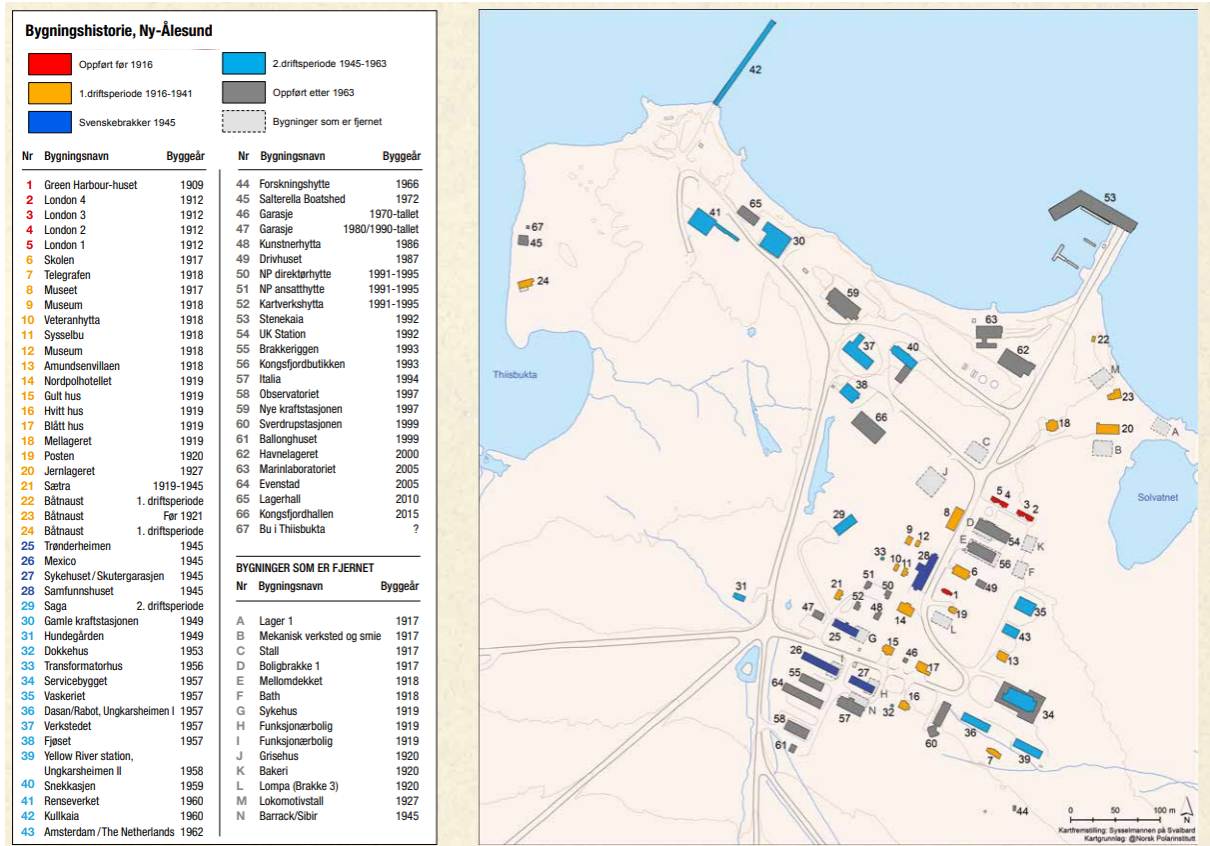 Bygningshistorie, Ny-Ålesund
Oppført før 1916
2.driftsperiode 1945-1963
1.driftsperiode 1916-1941
Oppført etter 1963
Svenskebrakker 1945
Bygninger som er fjernet
Nr Bygningsnavn Byggeår
1 Green Harbour-huset 1909
2 London 4 1912
3 London 3 1912
4 London 2 1912
5 London 1 1912
6 Skolen 1917
7 Telegrafen 1918
8 Museet 1917
9 Museum 1918
10 Veteranhytta 1918
11 Sysselbu 1918
12 Museum 1918
13 Amundsenvillaen 1918
14 Nordpolhotellet 1919
15 Gult hus 1919
16 Hvitt hus 1919
17 Blått hus 1919
18 Mellageret 1919
19 Posten 1920
20 Jernlageret 1927
21 Sætra 1919-1945
22 Båtnaust 1. driftsperiode
23 Båtnaust Før 1921
24 Båtnaust 1. driftsperiode
25 Trønderheimen 1945
26 Mexico 1945
27 Sykehuset/Skutergarasjen 1945
28 Samfunnshuset 1945
29 Saga 2. driftsperiode
30 Gamle kraftstasjonen 1949
31 Hundegården 1949
32 Dokkehus 1953
33 Transformatorhus 1956
34 Servicebygget 1957
35 Vaskeriet 1957
36 Dasan/Rabot, Ungkarsheimen I 1957
37 Verkstedet 1957
38 Fjøset 1957
39 Yellow River station,
Ungkarsheimen II 1958
40 Snekkasjen 1959
41 Renseverket 1960
42 Kullkaia 1960
43 Amsterdam/The Netherlands 1962
Nr Bygningsnavn Byggeår
44 Forskningshytte 1966
45 Salterella Boatshed 1972
46 Garasje 1970-tallet
47 Garasje 1980/1990-tallet
48 Kunstnerhytta 1986
49 Drivhuset 1987
50 NP direktørhytte 1991-1995
51 NP ansatthytte 1991-1995
52 Kartverkshytta 1991-1995
53 Stenekaia 1992
54 UK Station 1992
55 Brakkeriggen 1993
56 Kongsfjordbutikken 1993
57 Italia 1994
58 Observatoriet 1997
59 Nye kraftstasjonen 1997
60 Sverdrupstasjonen 1999
61 Ballonghuset 1999
62 Havnelageret 2000
63 Marinlaboratoriet 2005
64 Evenstad 2005
65 Lagerhall 2010
66 Kongsfjordhallen 2015
67 Bu i Thiisbukta ?
BYGNINGER SOM ER FJERNET
Nr Bygningsnavn Byggeår
A Lager 1 1917
B Mekanisk verksted og smie 1917
C Stall 1917
D Boligbrakke 1 1917
E Mellomdekket 1918
F Bath 1918
G Sykehus 1919
H Funksjonærbolig 1919
I Funksjonærbolig 1919
J Grisehus 1920
K Bakeri 1920
L Lompa (Brakke 3) 1920
M Lokomotivstall 1927
N Barrack/Sibir 1945
42
53
65
41
67
45
30
24
59
63
22
37
40
62
M
Thiisbukta
38
23
66
18
20
A
C
B
J
Solvatnet
5 4
3 2
8
D
29
9
12
E
54
K
33
28
56
F
10
11
6
51
49
31
21
50
1
35
52
14
19
47
48
L
43
25
G
15
26
I
46
13
17
55
27
64
H
16
34
57
N
32
58
60
36
61
7
39
44
0 50 100 m
N
Kartfremstilling: Sysselmannen på Svalbard
Kartgrunnlag: @Norsk Polarinstitutt